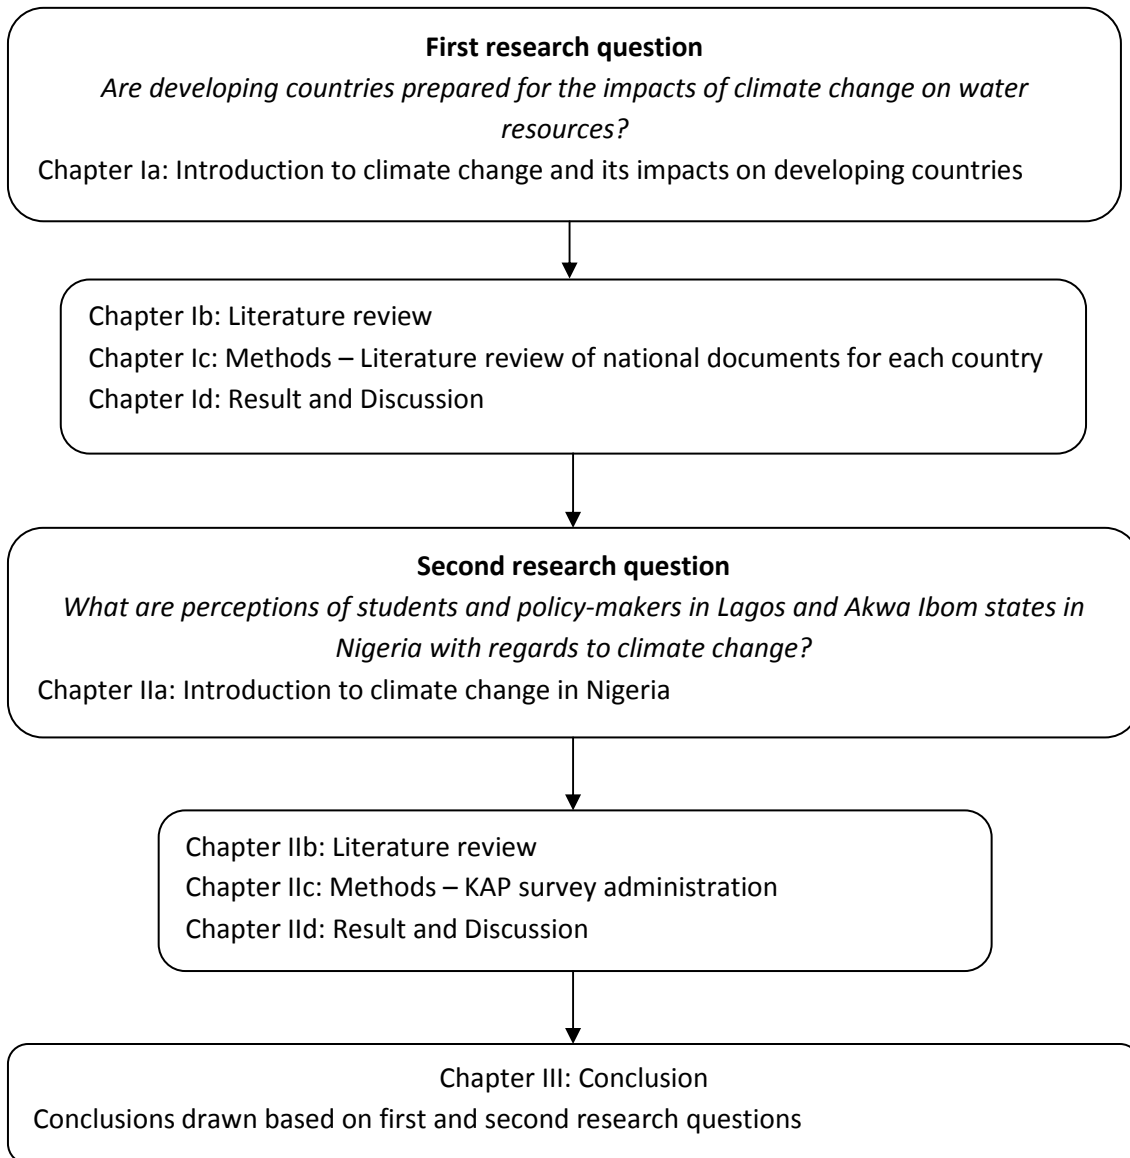 First research question
Are developing countries prepared for the impacts of climate change on water
resources?
Chapter Ia: Introduction to climate change and its impacts on developing countries
Chapter Ib: Literature review
Chapter Ic: Methods – Literature review of national documents for each country
Chapter Id: Result and Discussion
Second research question
What are perceptions of students and policy-makers in Lagos and Akwa Ibom states in
Nigeria with regards to climate change?
Chapter IIa: Introduction to climate change in Nigeria
Chapter IIb: Literature review
Chapter IIc: Methods – KAP survey administration
Chapter IId: Result and Discussion
Chapter III: Conclusion
Conclusions drawn based on first and second research questions